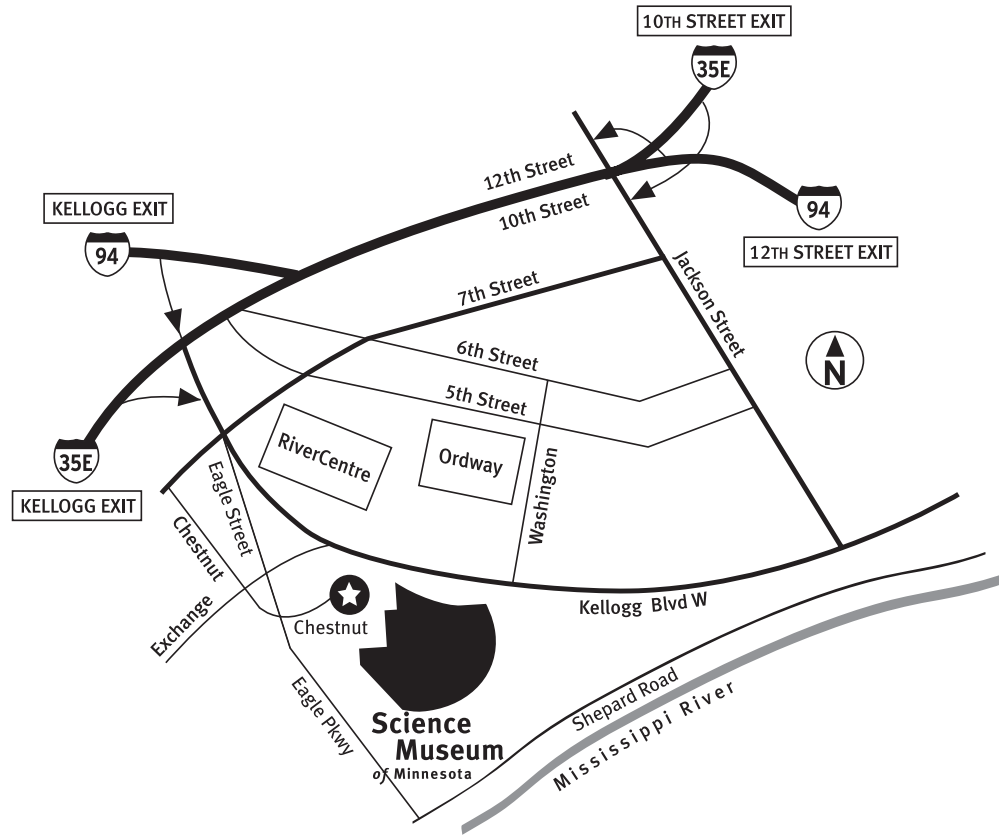 10TH STREET EXIT
35E
12th Street
10th Street
KELLOGG EXIT
94
94
12TH STREET EXIT
7th Street
Jackson Street
6th Street
N
5th Street
RiverCentre
Ordway
Washington
35E
KELLOGG EXIT
Eagle Street
Chestnut
Exchange
Chestnut
Kellogg Blvd W
Eagle Pkwy
Shepard Road
Mississippi River
Science
Museum
of Minnesota